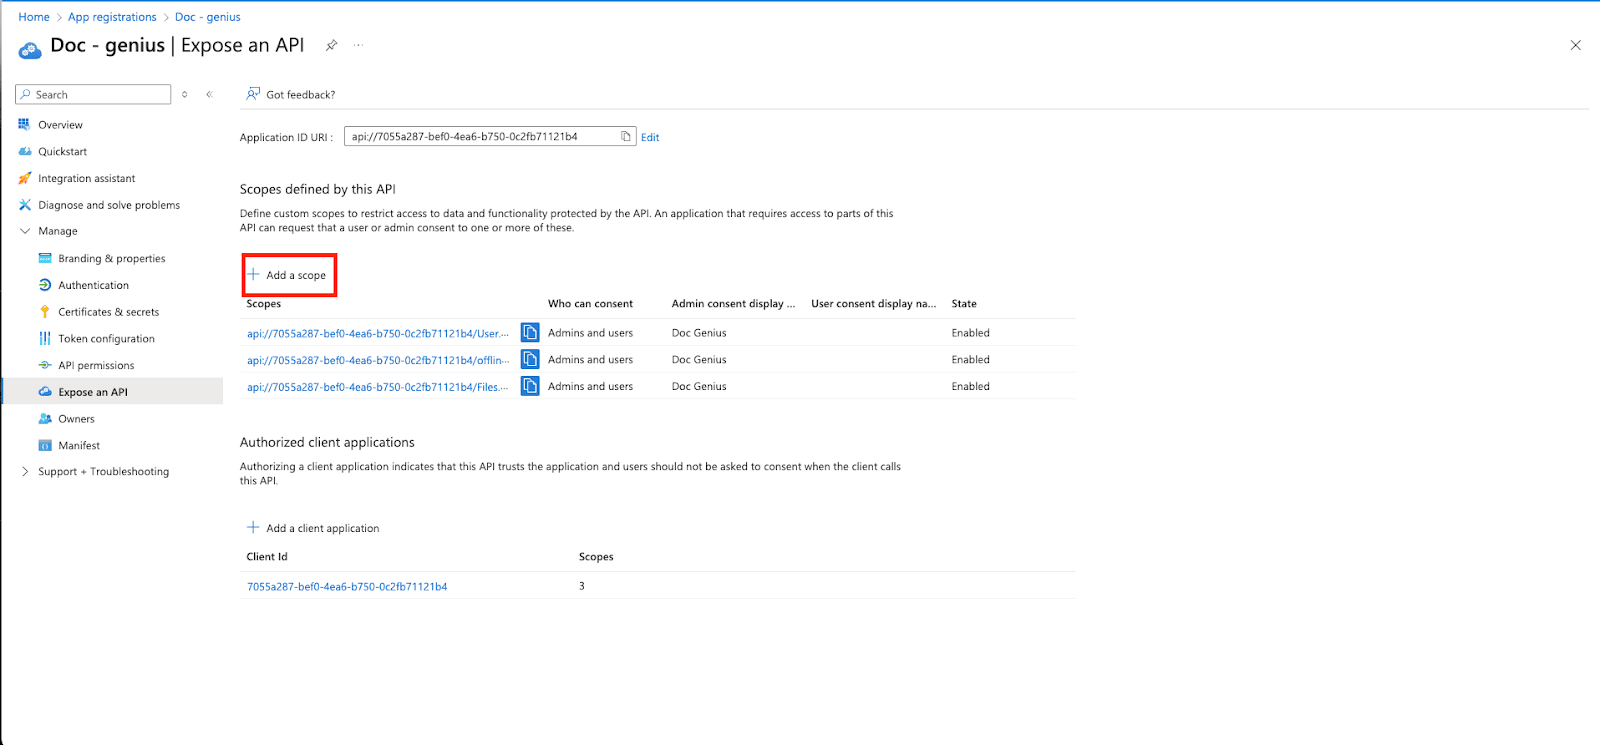 Home > App registrations > Doc - genius
Doc - genius | Expose an API ...
Search
Got feedback?
Overview
Quickstart
Integration assistant
Diagnose and solve problems
Manage
Branding & properties
Authentication
Certificates & secrets
Token configuration
API permissions
Expose an API
Owners
Manifest
Support + Troubleshooting
Application ID URI : api://7055a287-bef0-4ea6-b750-0c2fb71121b4 Edit
Scopes defined by this API
Define custom scopes to restrict access to data and functionality protected by the API. An application that requires access to parts of this
API can request that a user or admin consent to one or more of these.
+ Add a scope
Scopes Who can consent Admin consent display ... User consent display na... State
api://7055a287-bef0-4ea6-b750-0c2fb71121b4/User.... Admins and users Doc Genius Enabled
api://7055a287-bef0-4ea6-b750-0c2fb71121b4/offlin... Admins and users Doc Genius Enabled
api://7055a287-bef0-4ea6-b750-0c2fb71121b4/Files.... Admins and users Doc Genius Enabled
Authorized client applications
Authorizing a client application indicates that this API trusts the application and users should not be asked to consent when the client calls
this API.
+ Add a client application
Client Id Scopes
7055a287-bef0-4ea6-b750-0c2fb71121b4 3